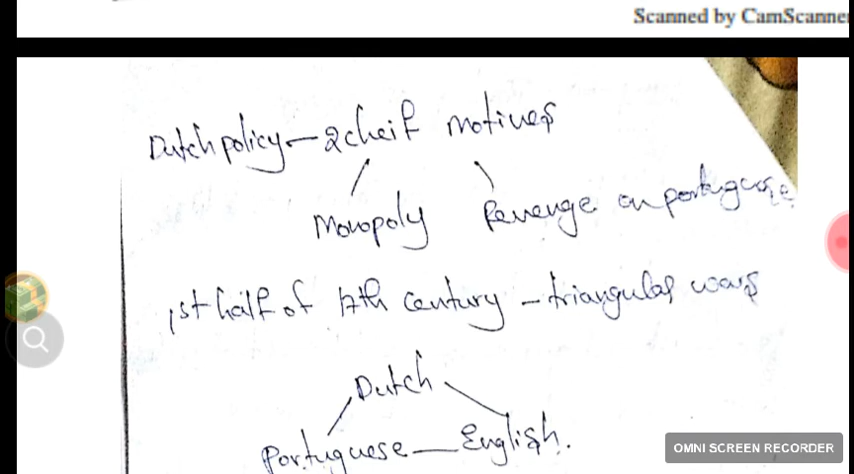 Scanned by CamScanner
Dutch policy - 2 cheif motives
Monopoly Revenge on portuguese
1st half of 17th century - triangular wars
Dutch
Portuguese - English.
OMNI SCREEN RECORDER